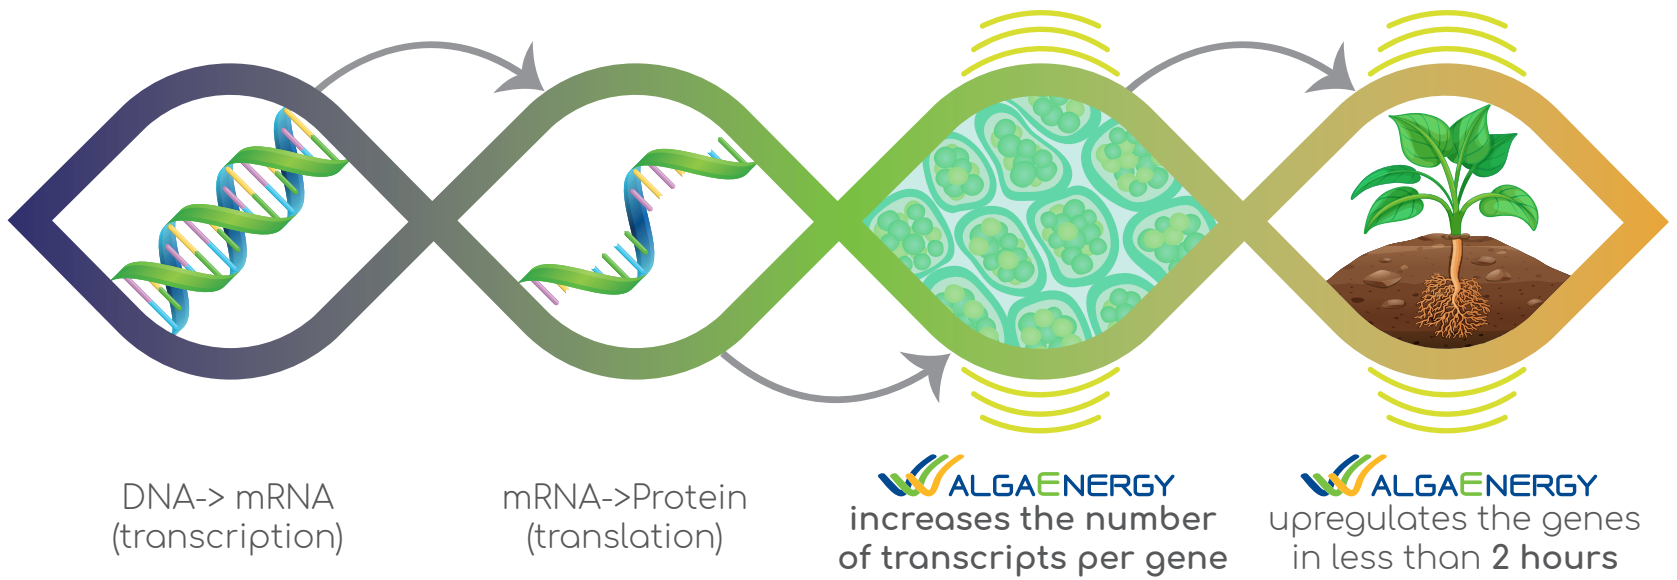 DNA-> mRNA
(transcription)
mRNA->Protein
(translation)
ALGAENERGY
increases the number
of transcripts per gene
ALGAENERGY
upregulates the genes
in less than 2 hours